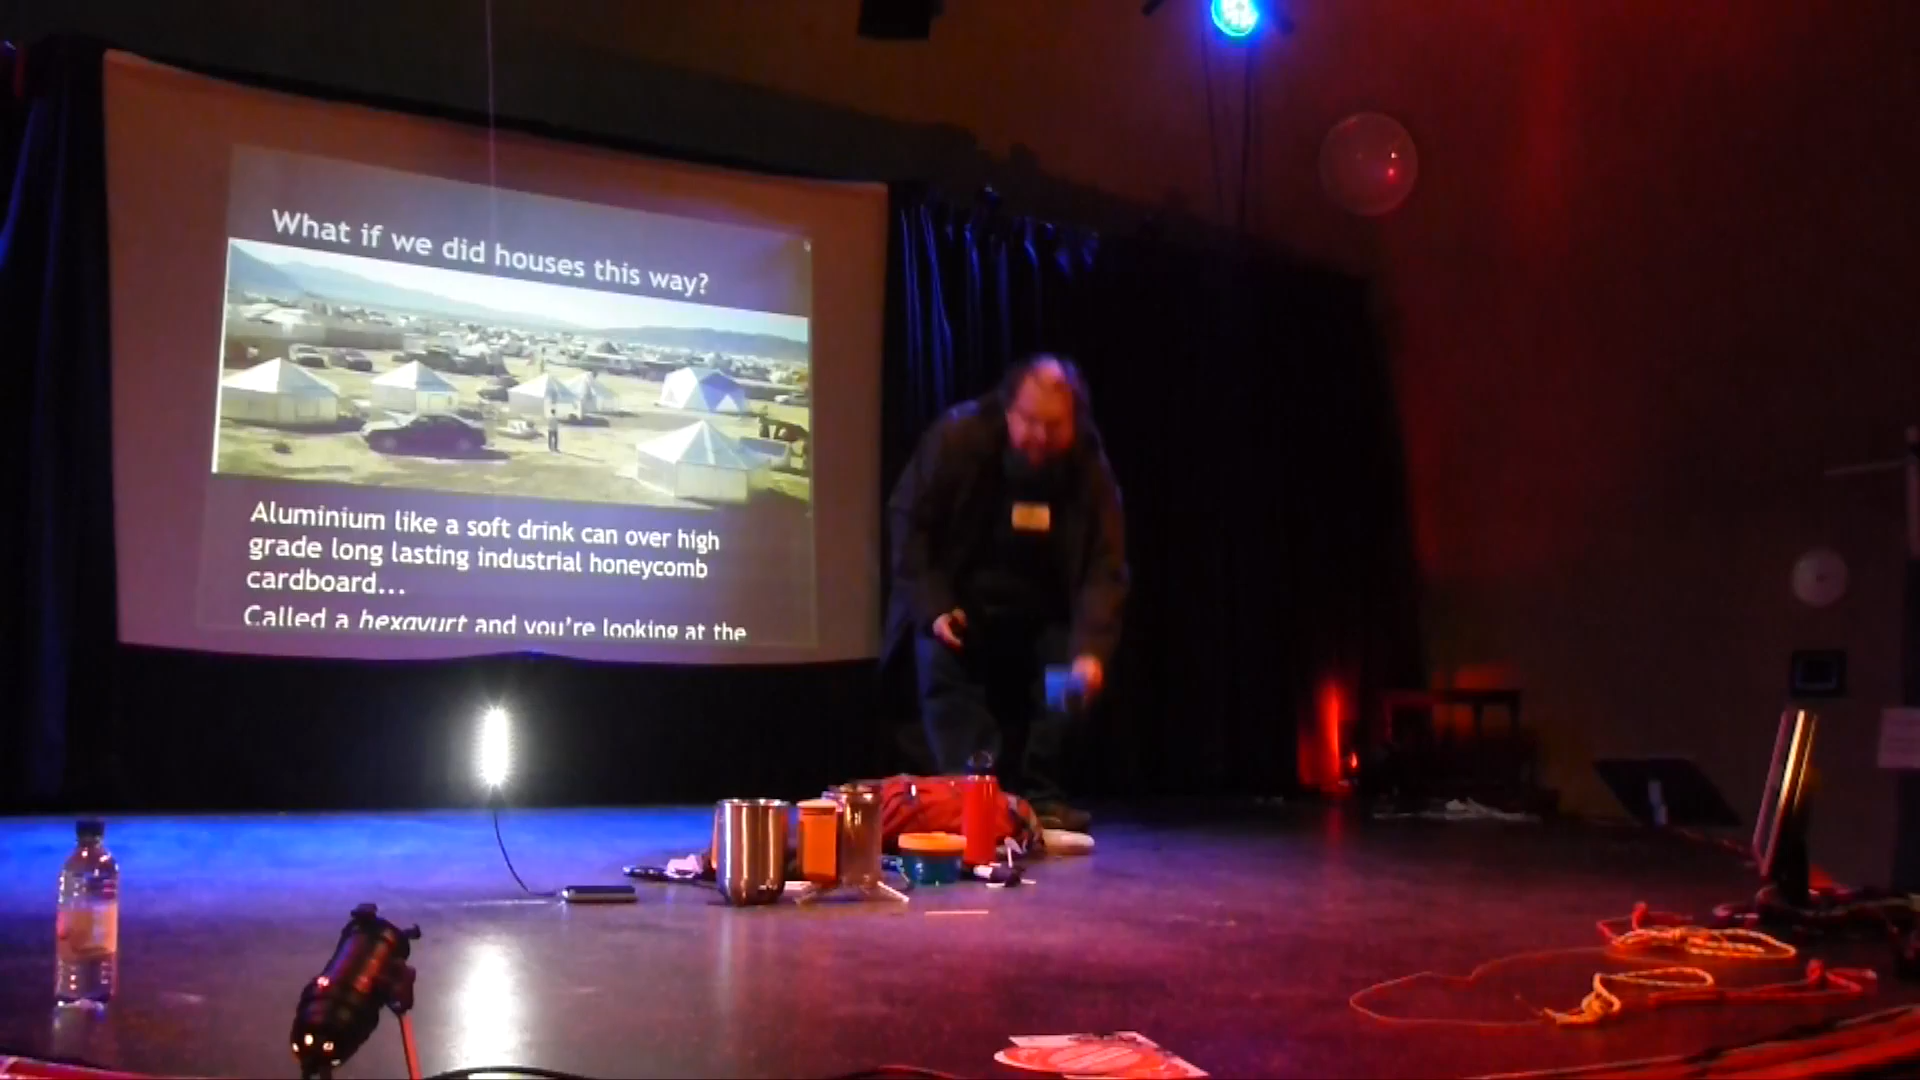 What if we did houses this way?
Aluminium like a soft drink can over high
grade long lasting industrial honeycomb
cardboard...
Called a hexayurt and you're looking at the